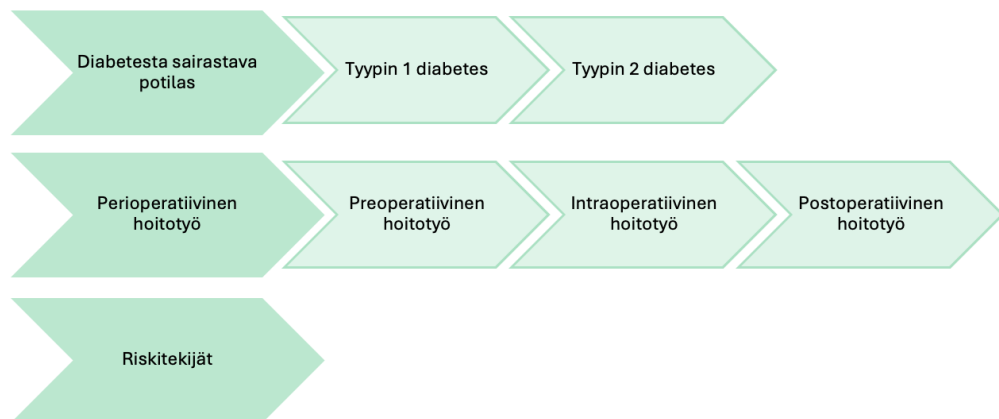 Diabetesta sairastava
potilas
Tyypin 1 diabetes
Tyypin 2 diabetes
Perioperatiivinen
hoitotyö
Preoperatiivinen
hoitotyö
Intraoperatiivinen
hoitotyö
Postoperatiivinen
hoitotyö
Riskitekijät